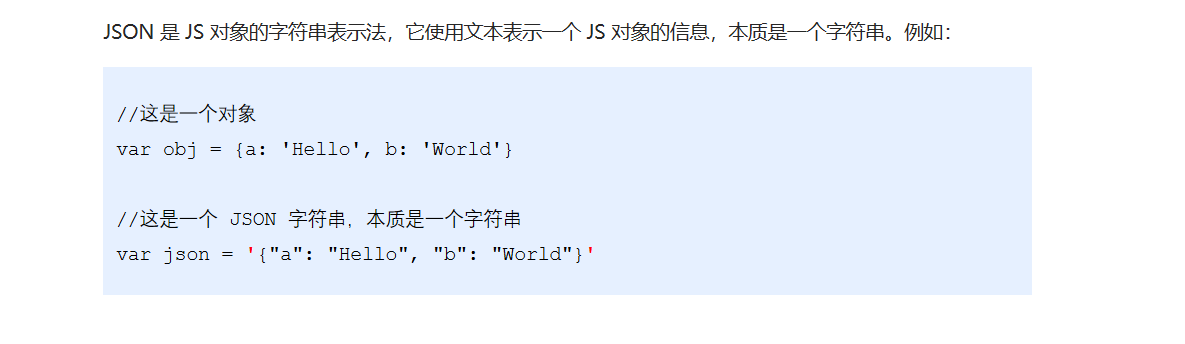 JSON 是 JS 对象的字符串表示法，它使用文本表示一个 JS 对象的信息，本质是一个字符串。例如：
//这是一个对象
var obj = {a: 'Hello', b: 'World'}
//这是一个 JSON 字符串，本质是一个字符串
var json = '{"a": "Hello", "b": "World"}'